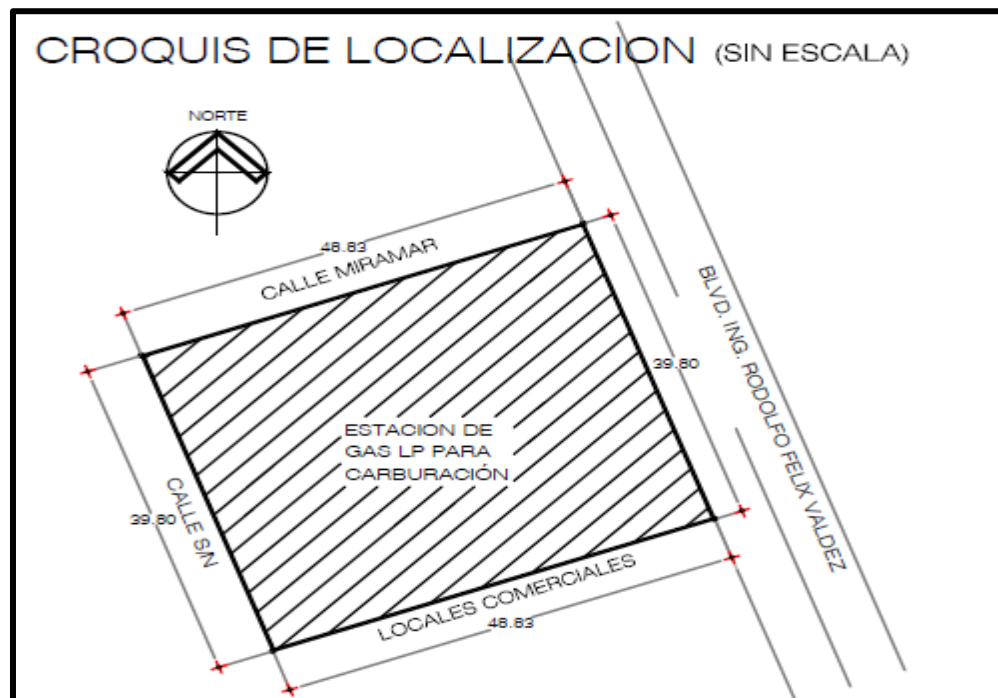 CROQUIS DE LOCALIZACION (SIN ESCALA)
NORTE
48.83
CALLE MIRAMAR
BLVD. ING. RODOLFO FELIX VALDEZ
39.80
ESTACION DE
GAS LP PARA
CARBURACIÓN
CALLE S/N
39.80
LOCALES COMERCIALES
48.83